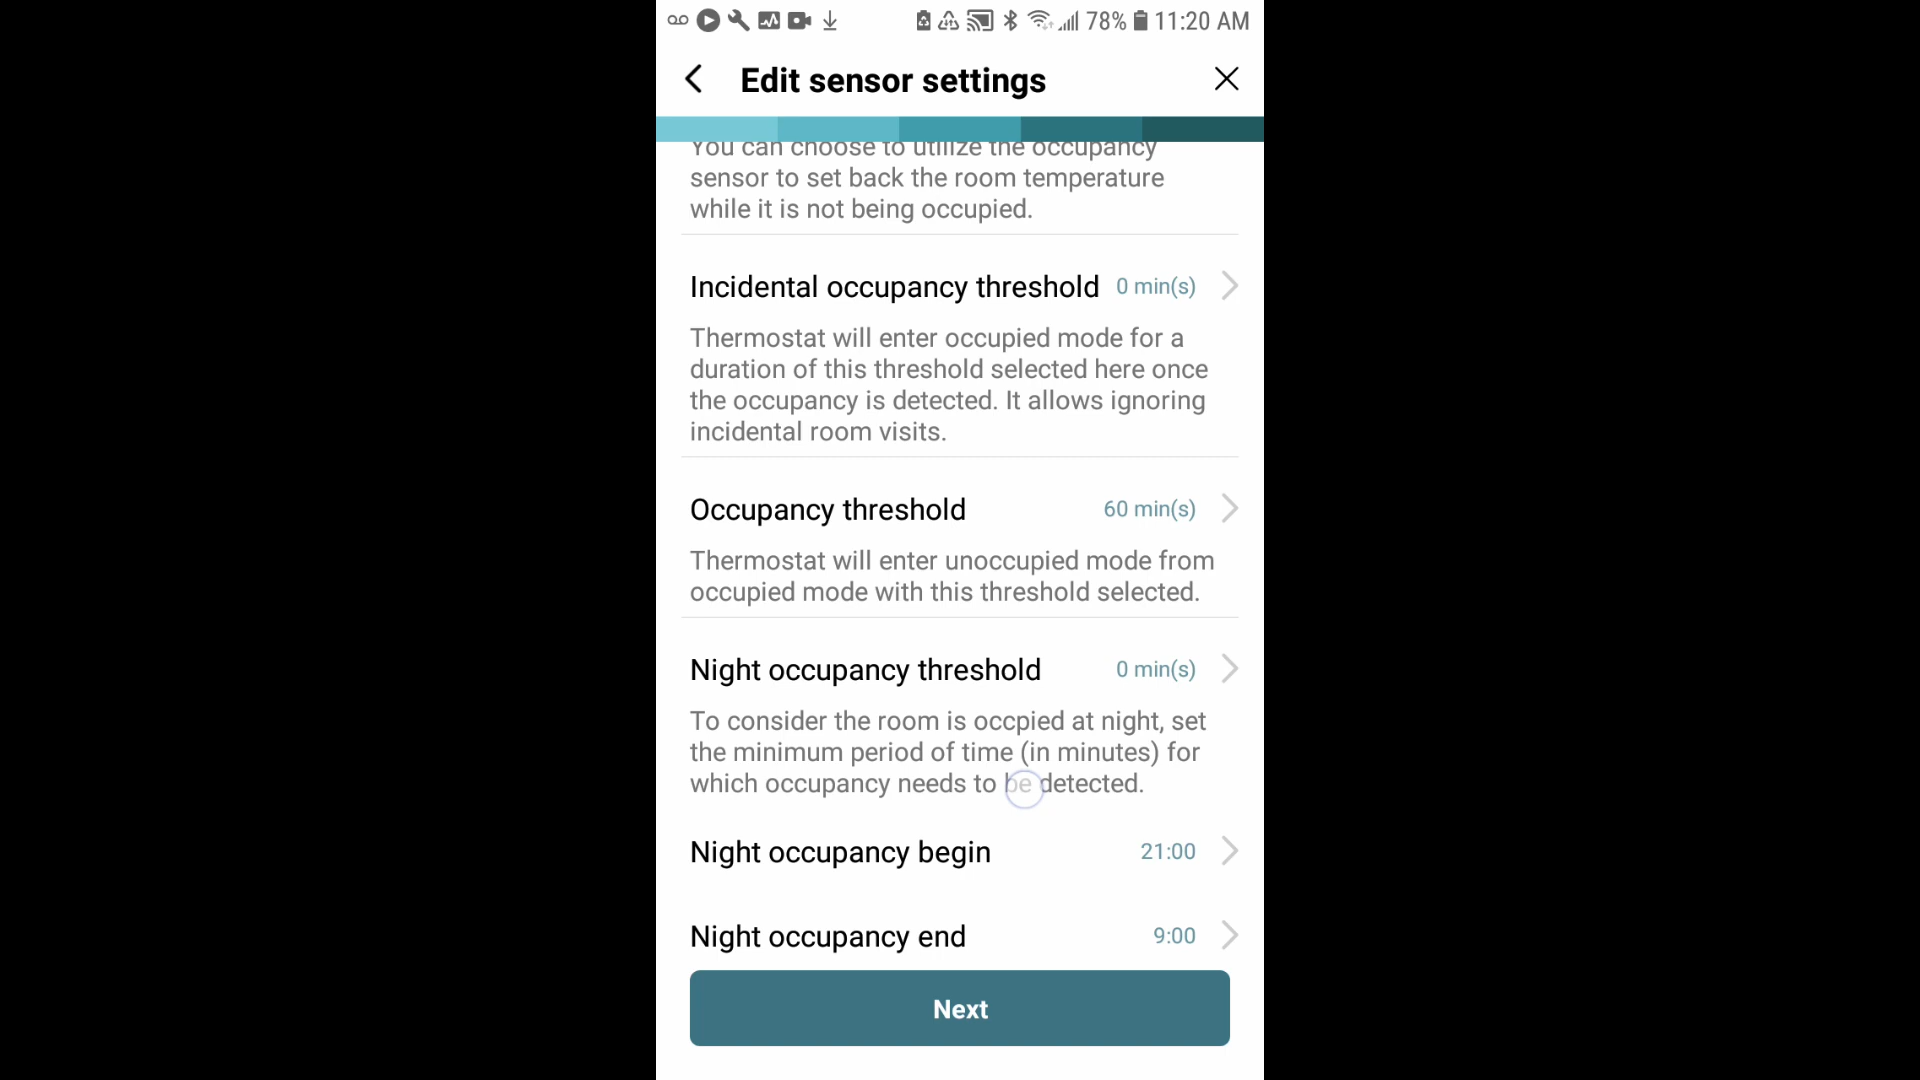 78% 11:20 AM
Edit sensor settings
You can choose to utilize the occupancy
sensor to set back the room temperature
while it is not being occupied.
Incidental occupancy threshold 0 min(s)
Thermostat will enter occupied mode for a
duration of this threshold selected here once
the occupancy is detected. It allows ignoring
incidental room visits.
Occupancy threshold 60 min(s)
Thermostat will enter unoccupied mode from
occupied mode with this threshold selected.
Night occupancy threshold 0 min(s)
To consider the room is occpied at night, set
the minimum period of time (in minutes) for
which occupancy needs to be detected.
Night occupancy begin 21:00
Night occupancy end 9:00
Next